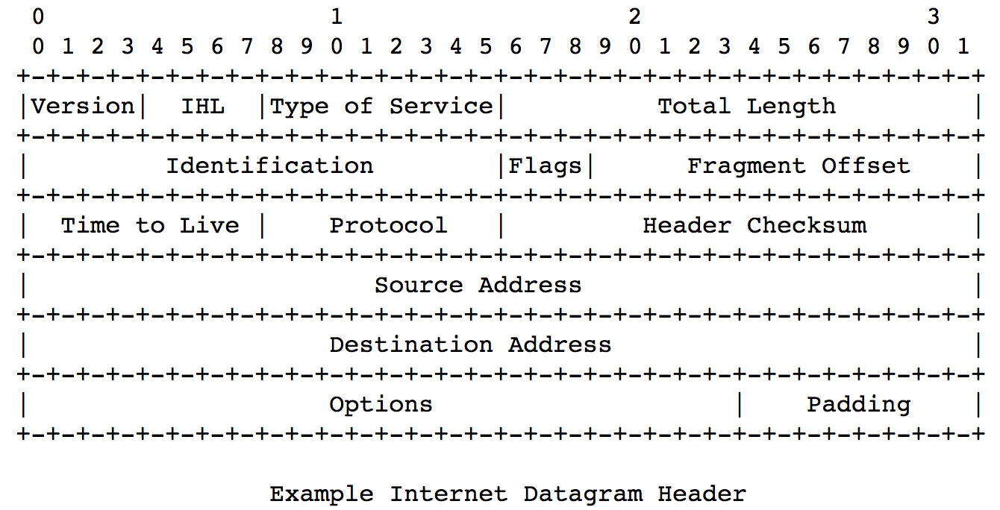 0                   1                   2                   3
 0 1 2 3 4 5 6 7 8 9 0 1 2 3 4 5 6 7 8 9 0 1 2 3 4 5 6 7 8 9 0 1
+-+-+-+-+-+-+-+-+-+-+-+-+-+-+-+-+-+-+-+-+-+-+-+-+-+-+-+-+-+-+-+-+
|Version|  IHL  |Type of Service|          Total Length         |
+-+-+-+-+-+-+-+-+-+-+-+-+-+-+-+-+-+-+-+-+-+-+-+-+-+-+-+-+-+-+-+-+
|         Identification        |Flags|      Fragment Offset    |
+-+-+-+-+-+-+-+-+-+-+-+-+-+-+-+-+-+-+-+-+-+-+-+-+-+-+-+-+-+-+-+-+
|  Time to Live |    Protocol   |         Header Checksum       |
+-+-+-+-+-+-+-+-+-+-+-+-+-+-+-+-+-+-+-+-+-+-+-+-+-+-+-+-+-+-+-+-+
|                       Source Address                          |
+-+-+-+-+-+-+-+-+-+-+-+-+-+-+-+-+-+-+-+-+-+-+-+-+-+-+-+-+-+-+-+-+
|                    Destination Address                        |
+-+-+-+-+-+-+-+-+-+-+-+-+-+-+-+-+-+-+-+-+-+-+-+-+-+-+-+-+-+-+-+-+
|                    Options                    |    Padding    |
+-+-+-+-+-+-+-+-+-+-+-+-+-+-+-+-+-+-+-+-+-+-+-+-+-+-+-+-+-+-+-+-+
                 Example Internet Datagram Header